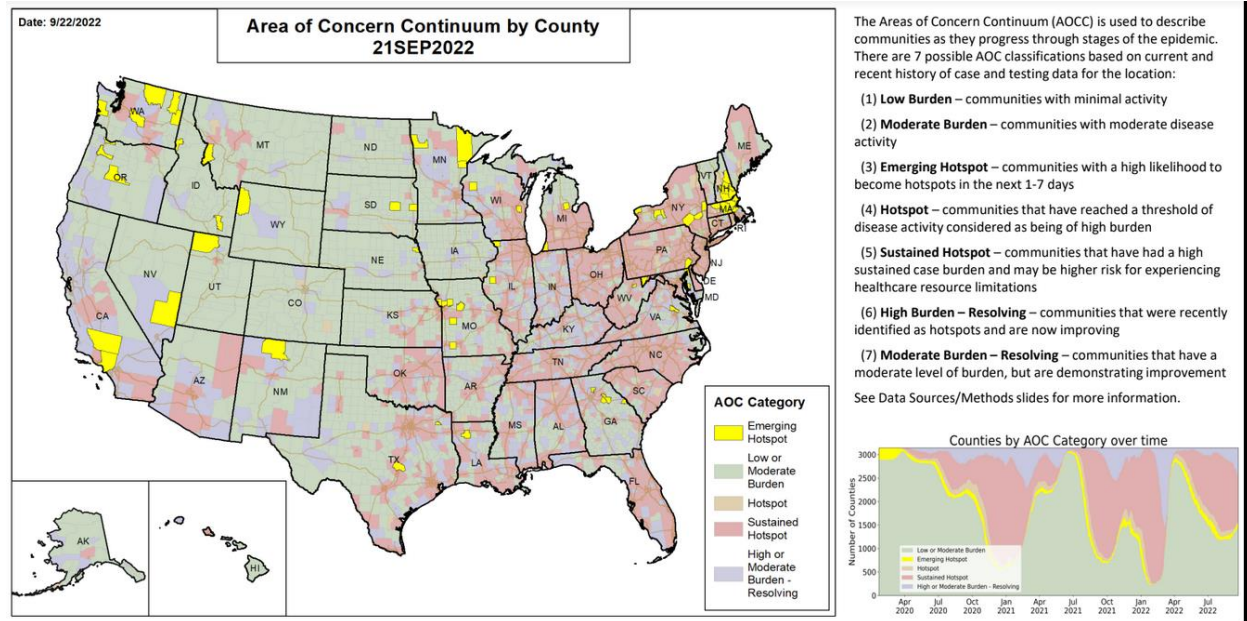 Date: 9/22/2022
Area of Concern Continuum by County
21SEP2022
WA
MT
ND
MN
ME
OR
ID
SD
WI
MI
VT
NH
NY
MA
CT
RI
WY
IA
PA
NJ
NE
NV
UT
CO
IL
IN
OH
DE
MD
WV
VA
CA
KS
MO
KY
NC
TN
AZ
NM
OK
AR
SC
MS
AL
GA
TX
LA
FL
AK
HI
AOC Category
Emerging
Hotspot
Low or
Moderate
Burden
Hotspot
Sustained
Hotspot
High or
Moderate
Burden -
Resolving
The Areas of Concern Continuum (AOCC) is used to describe
communities as they progress through stages of the epidemic.
There are 7 possible AOC classifications based on current and
recent history of case and testing data for the location:
(1) Low Burden – communities with minimal activity
(2) Moderate Burden – communities with moderate disease
activity
(3) Emerging Hotspot – communities with a high likelihood to
become hotspots in the next 1-7 days
(4) Hotspot – communities that have reached a threshold of
disease activity considered as being of high burden
(5) Sustained Hotspot – communities that have had a high
sustained case burden and may be higher risk for experiencing
healthcare resource limitations
(6) High Burden – Resolving – communities that were recently
identified as hotspots and are now improving
(7) Moderate Burden – Resolving – communities that have a
moderate level of burden, but are demonstrating improvement
See Data Sources/Methods slides for more information.
Counties by AOC Category over time
Number of Counties
3000
2500
2000
1500
1000
500
0
Low or Moderate Burden
Emerging Hotspot
Hotspot
Sustained Hotspot
High or Moderate Burden - Resolving
Apr Jul Oct Jan Apr Jul Oct Jan Apr Jul
2020 2020 2020 2021 2021 2021 2021 2022 2022 2022